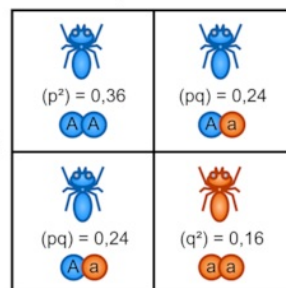 (p²) = 0,36
A A
(pq) = 0,24
A a
(pq) = 0,24
A a
(q²) = 0,16
a a